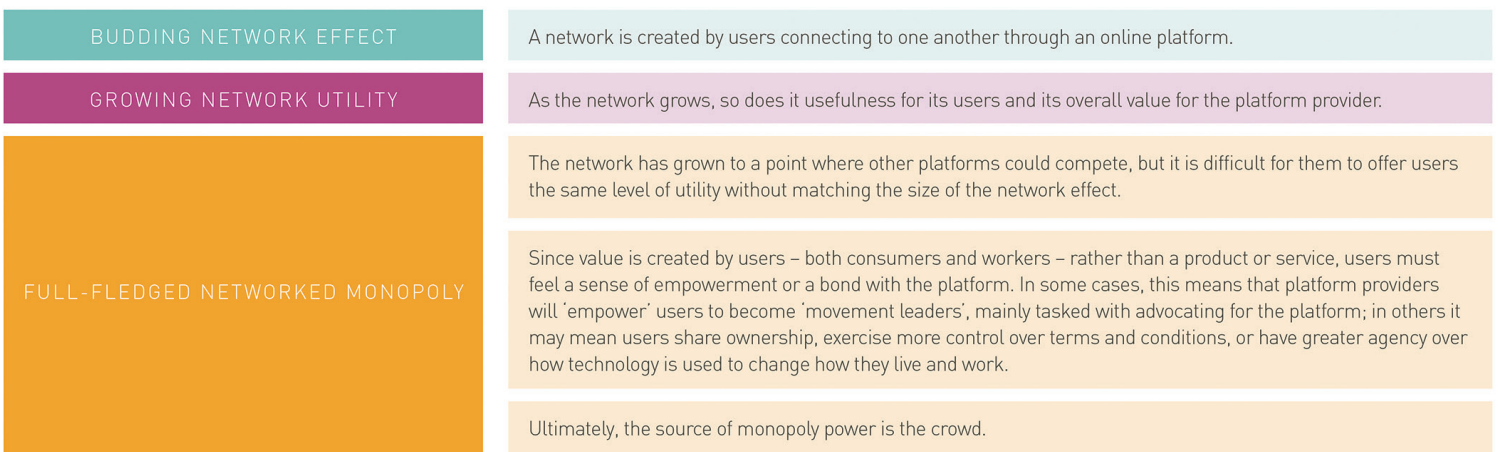 BUDDING NETWORK EFFECT
A network is created by users connecting to one another through an online platform.
GROWING NETWORK UTILITY
As the network grows, so does it usefulness for its users and its overall value for the platform provider.
FULL-FLEDGED NETWORKED MONOPOLY
The network has grown to a point where other platforms could compete, but it is difficult for them to offer users
the same level of utility without matching the size of the network effect.
Since value is created by users – both consumers and workers – rather than a product or service, users must
feel a sense of empowerment or a bond with the platform. In some cases, this means that platform providers
will ‘empower’ users to become ‘movement leaders’, mainly tasked with advocating for the platform; in others it
may mean users share ownership, exercise more control over terms and conditions, or have greater agency over
how technology is used to change how they live and work.
Ultimately, the source of monopoly power is the crowd.